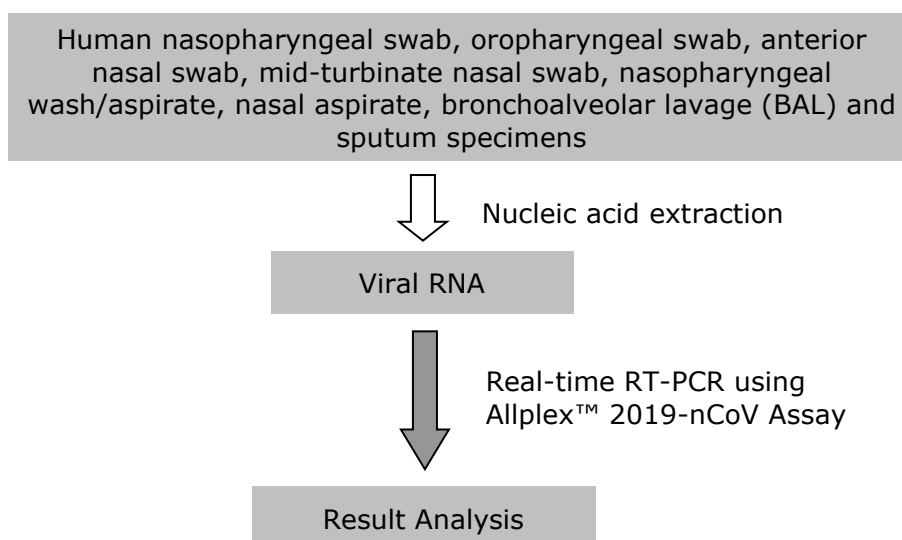 Human nasopharyngeal swab, oropharyngeal swab, anterior
nasal swab, mid-turbinate nasal swab, nasopharyngeal
wash/aspirate, nasal aspirate, bronchoalveolar lavage (BAL) and
sputum specimens
Nucleic acid extraction
Viral RNA
Real-time RT-PCR using
Allplex™ 2019-nCoV Assay
Result Analysis